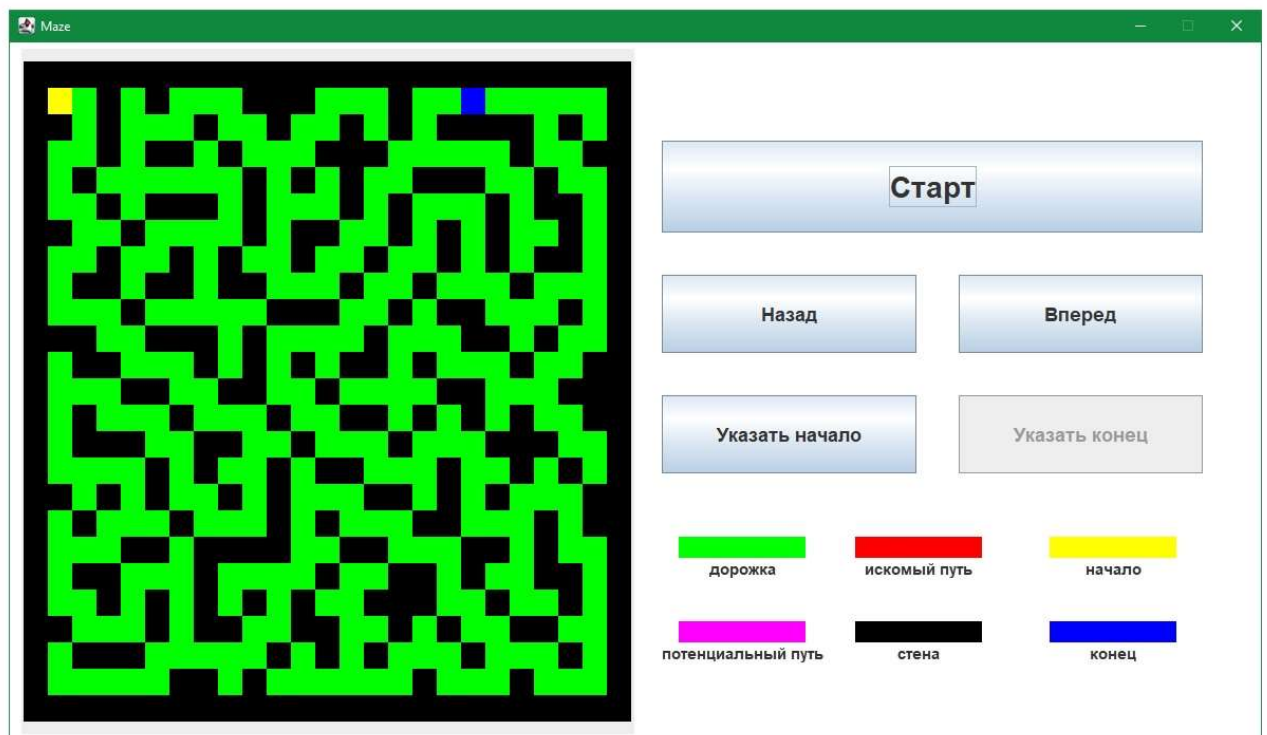 Maze
Старт
Назад
Вперед
Указать начало
Указать конец
дорожка
искомый путь
начало
потенциальный путь
стена
конец